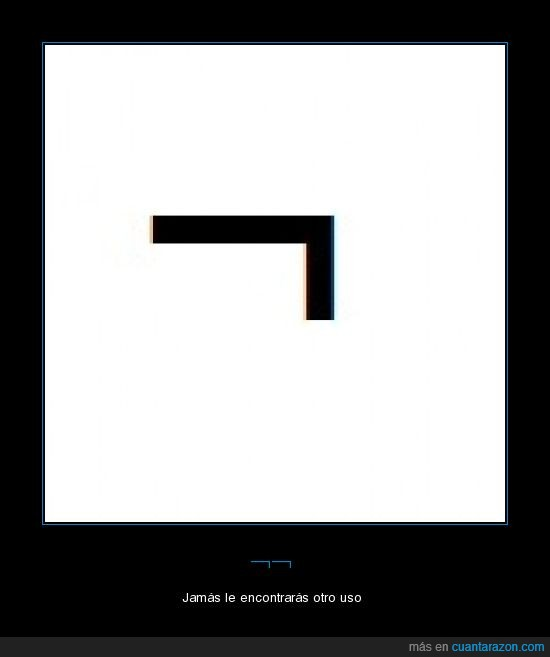 ¬
¬¬
Jamás le encontrarás otro uso
más en cuantarazon.com